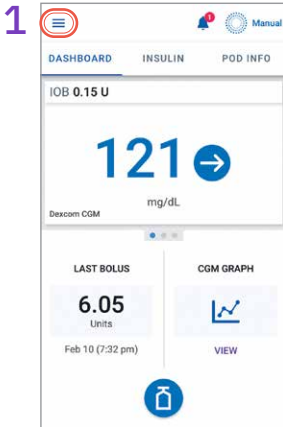 1
Manual
DASHBOARD INSULIN POD INFO
IOB 0.15 U
121
mg/dL
Dexcom CGM
LAST BOLUS CGM GRAPH
6.05
Units
Feb 10 (7:32 pm) VIEW